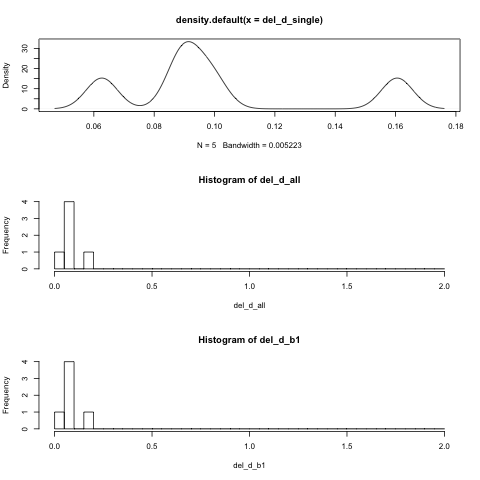 density.default(x = del_d_single)
Density
0 10 20 30
0.06 0.08 0.10 0.12 0.14 0.16 0.18
N = 5 Bandwidth = 0.005223
Histogram of del_d_all
Frequency
0 1 2 3 4
0.0 0.5 1.0 1.5 2.0
del_d_all
Histogram of del_d_b1
Frequency
0 1 2 3 4
0.0 0.5 1.0 1.5 2.0
del_d_b1